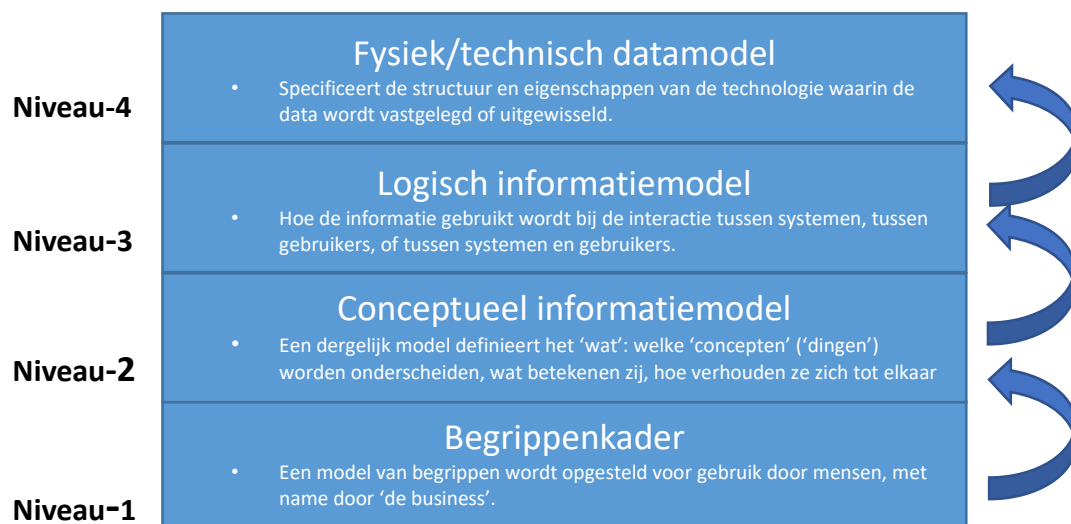 Fysiek/technisch datamodel
• Specificeert de structuur en eigenschappen van de technologie waarin de
data wordt vastgelegd of uitgewisseld.
Niveau-4
Logisch informatiemodel
• Hoe de informatie gebruikt wordt bij de interactie tussen systemen, tussen
gebruikers, of tussen systemen en gebruikers.
Niveau-3
Conceptueel informatiemodel
• Een dergelijk model definieert het ‘wat’: welke ‘concepten’ (‘dingen’)
worden onderscheiden, wat betekenen zij, hoe verhouden ze zich tot elkaar
Niveau-2
Begrippenkader
• Een model van begrippen wordt opgesteld voor gebruik door mensen, met
name door ‘de business’.
Niveau-1